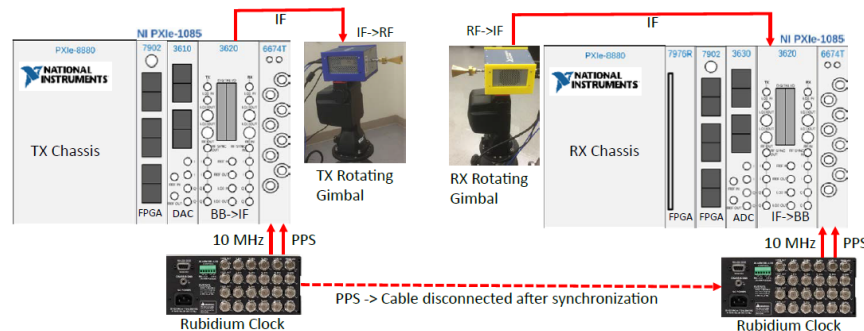 IF
NI PXIe-1085
PXIe-8880
7902
3610
3620
6674T
NATIONAL
INSTRUMENTS
TX Chassis
FPGA
DAC
BB->IF
IF->RF
TX Rotating
Gimbal
RF->IF
RX Rotating
Gimbal
IF
NI PXIe-1085
PXIe-8880
7976R
7902
3630
3620
6674T
NATIONAL
INSTRUMENTS
RX Chassis
FPGA
FPGA
ADC
IF->BB
10 MHz
PPS
10 MHz
PPS
PPS -> Cable disconnected after synchronization
Rubidium Clock
Rubidium Clock